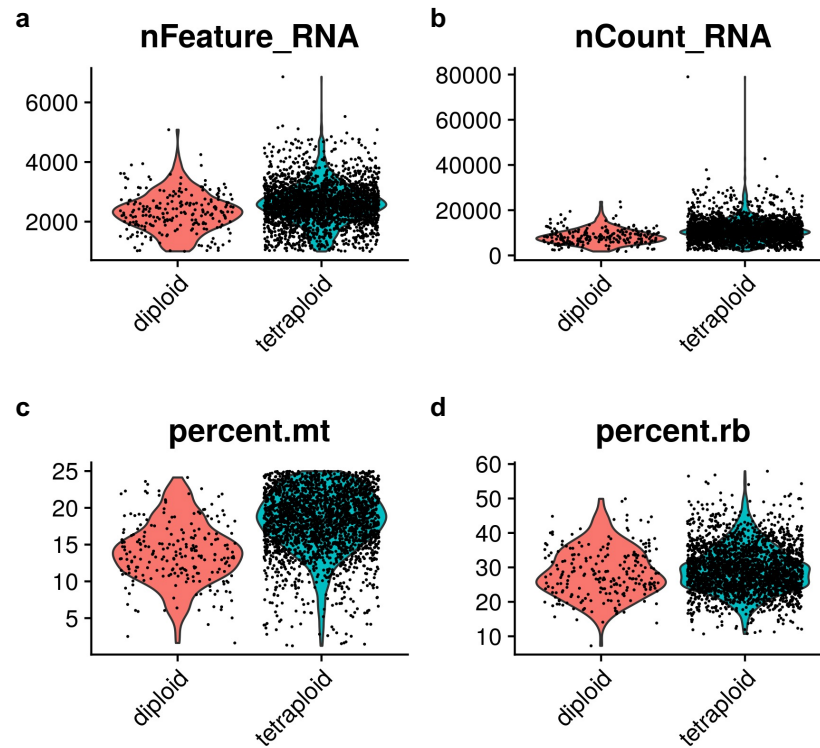 a
nFeature_RNA
6000
4000
2000
diploid
tetraploid
b
nCount_RNA
80000
60000
40000
20000
0
diploid
tetraploid
c
percent.mt
25
20
15
10
5
diploid
tetraploid
d
percent.rb
60
50
40
30
20
10
diploid
tetraploid